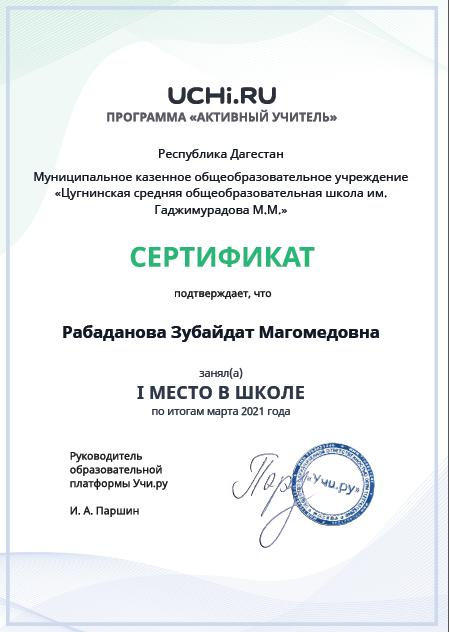 UCHi.RU
ПРОГРАММА «АКТИВНЫЙ УЧИТЕЛЬ»
Республика Дагестан
Муниципальное казенное общеобразовательное учреждение
«Цугнинская средняя общеобразовательная школа им.
Гаджимурадова М.М.»
СЕРТИФИКАТ
подтверждает, что
Рабаданова Зубайдат Магомедовна
занял(а)
I МЕСТО В ШКОЛЕ
по итогам марта 2021 года
Руководитель
образовательной
платформы Учи.ру
И. А. Паршин
«Учи.ру»
МОСКВА